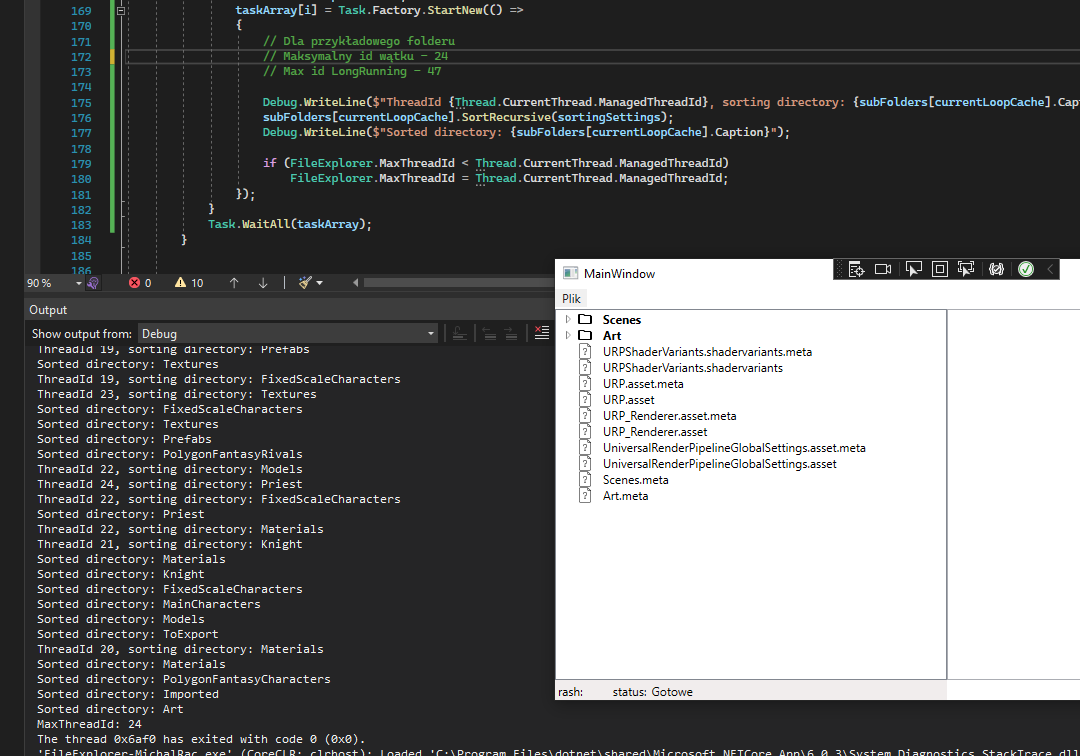 169 taskArray[i] = Task.Factory.StartNew(() =>
170 {
171 // Dla przykładowego folderu
172 // Maksymalny id wątku - 24
173 // Max id LongRunning - 47
174
175 Debug.WriteLine($"ThreadId {Thread.CurrentThread.ManagedThreadId}, sorting directory: {subFolders[currentLoopCache].Cap
176 subFolders[currentLoopCache].SortRecursive(sortingSettings);
177 Debug.WriteLine($"Sorted directory: {subFolders[currentLoopCache].Caption}");
178
179 if (FileExplorer.MaxThreadId < Thread.CurrentThread.ManagedThreadId)
180 FileExplorer.MaxThreadId = Thread.CurrentThread.ManagedThreadId;
181 });
182 }
183 Task.WaitAll(taskArray);
184 }
185
186
90 % 0 10
Output
Show output from: Debug
ThreadId 19, sorting directory: Prefabs
Sorted directory: Textures
ThreadId 19, sorting directory: FixedScaleCharacters
ThreadId 23, sorting directory: Textures
Sorted directory: FixedScaleCharacters
Sorted directory: Textures
Sorted directory: Prefabs
Sorted directory: PolygonFantasyRivals
ThreadId 22, sorting directory: Models
ThreadId 24, sorting directory: Priest
ThreadId 22, sorting directory: FixedScaleCharacters
Sorted directory: Priest
ThreadId 22, sorting directory: Materials
ThreadId 21, sorting directory: Knight
Sorted directory: Materials
Sorted directory: Knight
Sorted directory: FixedScaleCharacters
Sorted directory: MainCharacters
Sorted directory: Models
Sorted directory: ToExport
ThreadId 20, sorting directory: Materials
Sorted directory: Materials
Sorted directory: PolygonFantasyCharacters
Sorted directory: Imported
Sorted directory: Art
MaxThreadId: 24
The thread 0x6af0 has exited with code 0 (0x0).
'FileExplorer-MichalRac.exe' (CoreCLR: clrhost): Loaded 'C:\Program Files\dotnet\shared\Microsoft.NETCore.App\6.0.3\System.Diagnostics.StackTrace.dll
MainWindow
Plik
Scenes
Art
URPShaderVariants.shadervariants.meta
URPShaderVariants.shadervariants
URP.asset.meta
URP.asset
URP_Renderer.asset.meta
URP_Renderer.asset
UniversalRenderPipelineGlobalSettings.asset.meta
UniversalRenderPipelineGlobalSettings.asset
Scenes.meta
Art.meta
rash: status: Gotowe